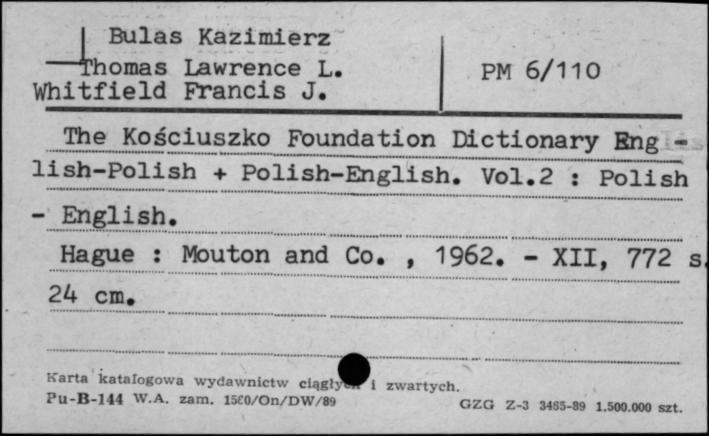 Bulas Kazimierz
Thomas Lawrence L.
PM 6/110
Whitfield Francis J.
The Kościuszko Foundation Dictionary Eng -
lish-Polish + Polish-English. Vol.2 : Polish
- English.
Hague : Mouton and Co. , 1962. - XII, 772 s.
24 cm.
Karta katalogowa wydawnictw ciągłych i zwartych.
Pu-B-144 W.A. zam. 1560/On/DW/89
GZG Z-3 3465-89 1.500.000 szt.